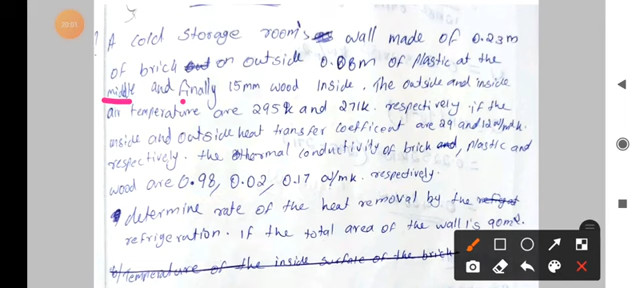 20:01
A cold storage room's wall made of 0.23m
of brick on outside 0.08m of plastic at the
middle and finally 15mm wood inside. The outside and inside
air temperature are 295k and 271k. respectively if the
inside and outside heat transfer coefficent are 29 and 12 w/m²k.
respectively. the thermal conductivity of brick, plastic and
wood are 0.98, 0.02, 0.17 w/mk. respectively.
determine rate of the heat removal by the
refrigeration. If the total area of the wall is 90m².
b) Temperature of the inside surface of the brick